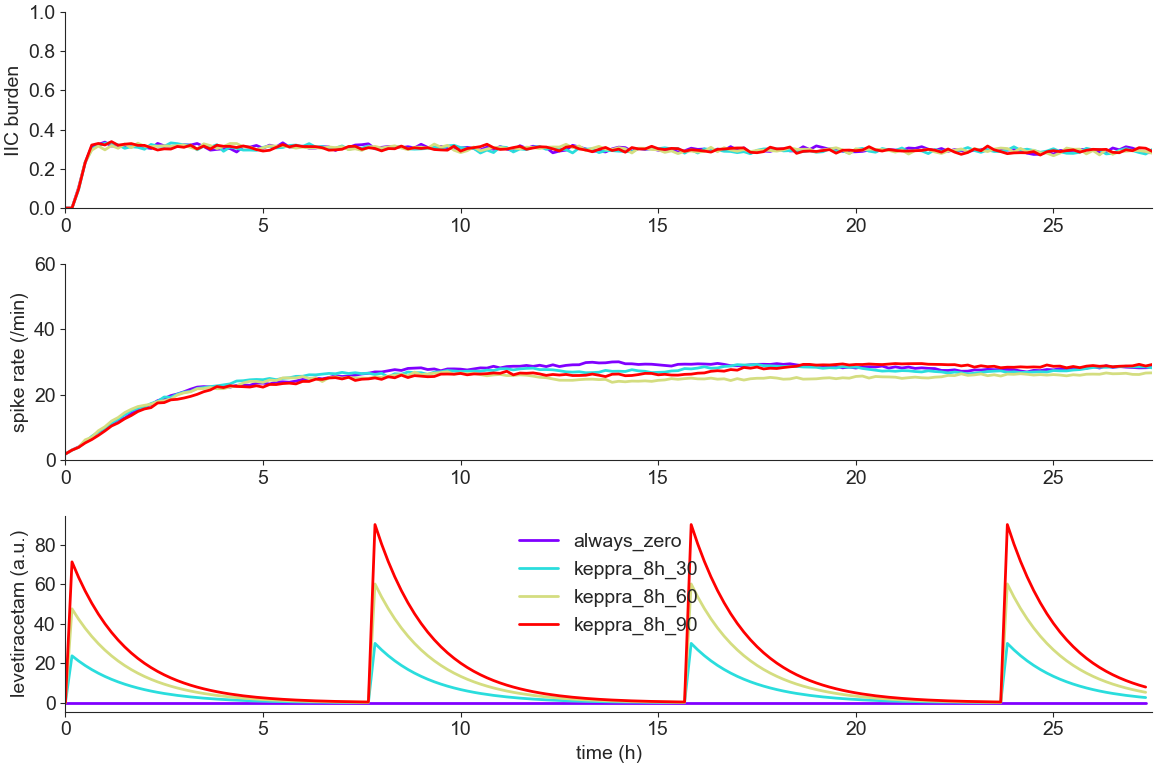 IIC burden
1.0
0.8
0.6
0.4
0.2
0.0
0 5 10 15 20 25
spike rate (/min)
60
40
20
0
0 5 10 15 20 25
levetiracetam (a.u.)
80
60
40
20
0
always_zero
keppra_8h_30
keppra_8h_60
keppra_8h_90
0 5 10 15 20 25
time (h)